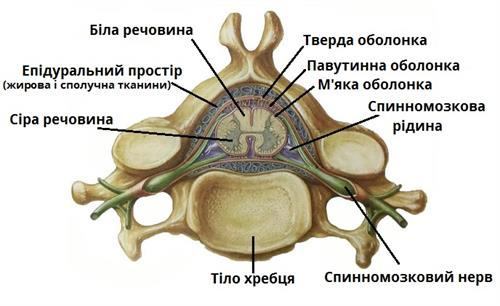 Біла речовина
Епідуральний простір
(жирова і сполучна тканини)
Сіра речовина
Тверда оболонка
Павутинна оболонка
М'яка оболонка
Спинномозкова
рідина
Тіло хребця
Спинномозковий нерв